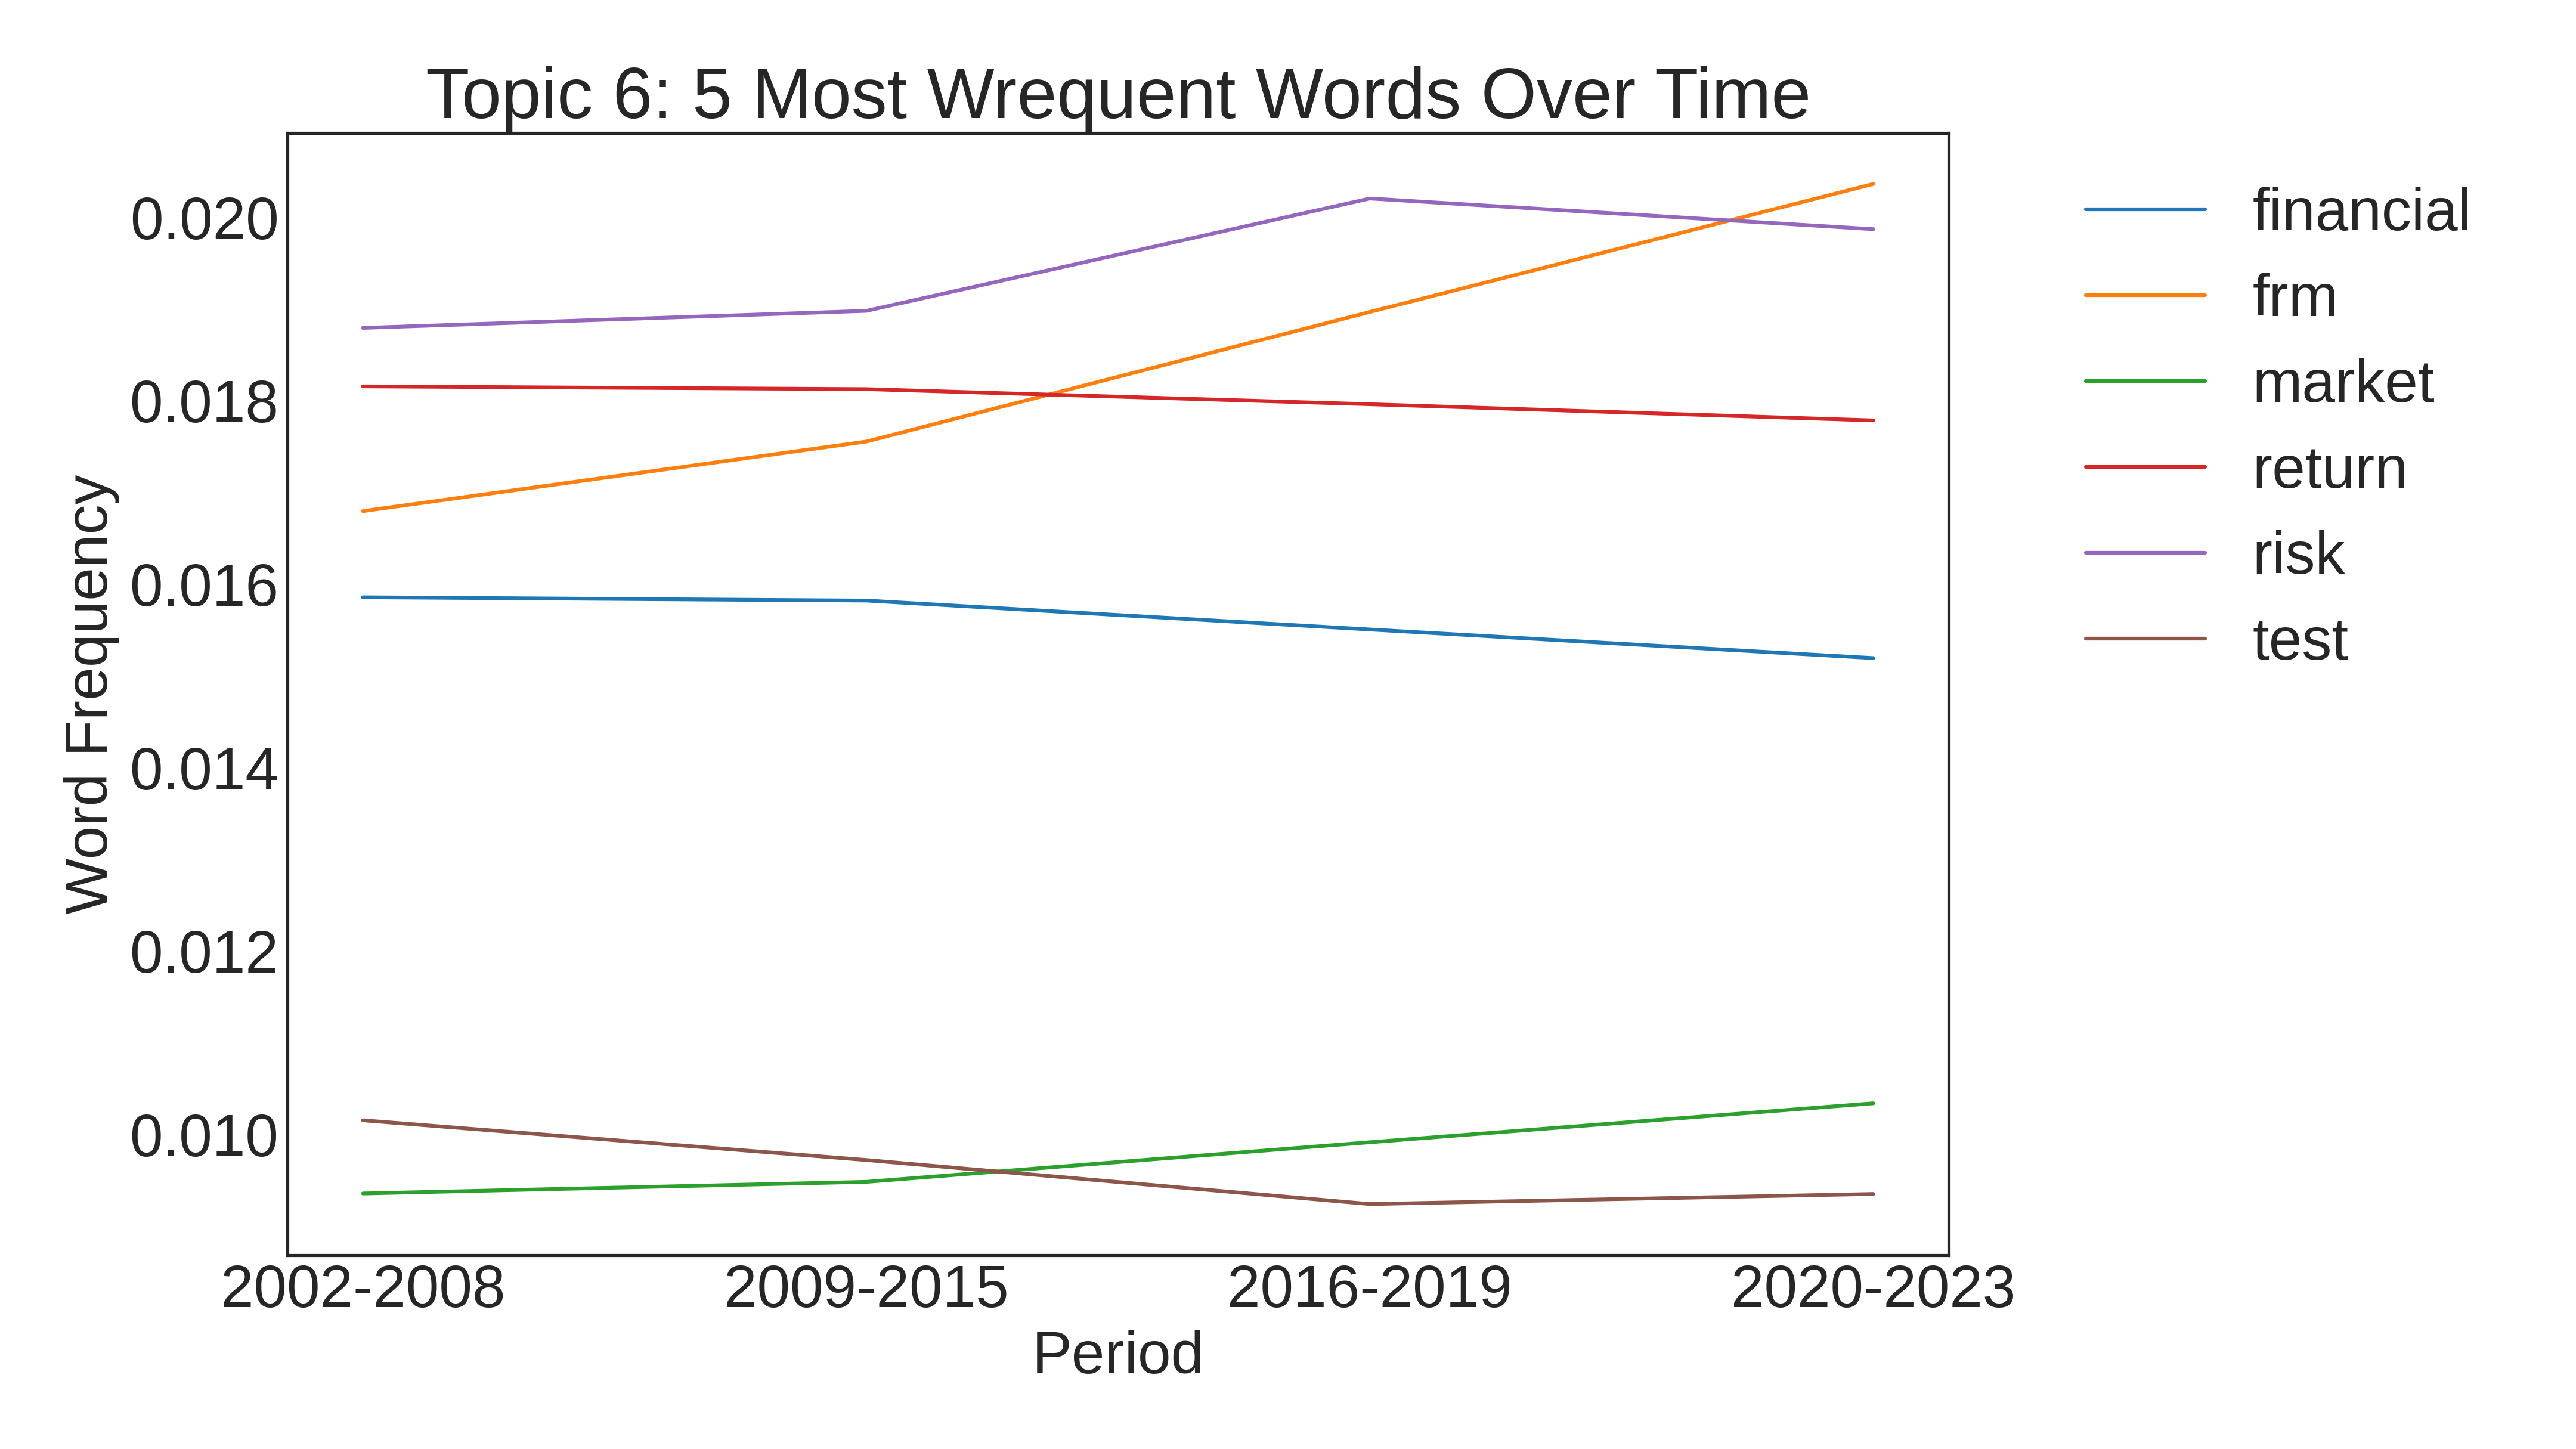 Topic 6: 5 Most Wrequent Words Over Time
Word Frequency
0.020
0.018
0.016
0.014
0.012
0.010
2002-2008 2009-2015 2016-2019 2020-2023
Period
financial
frm
market
return
risk
test